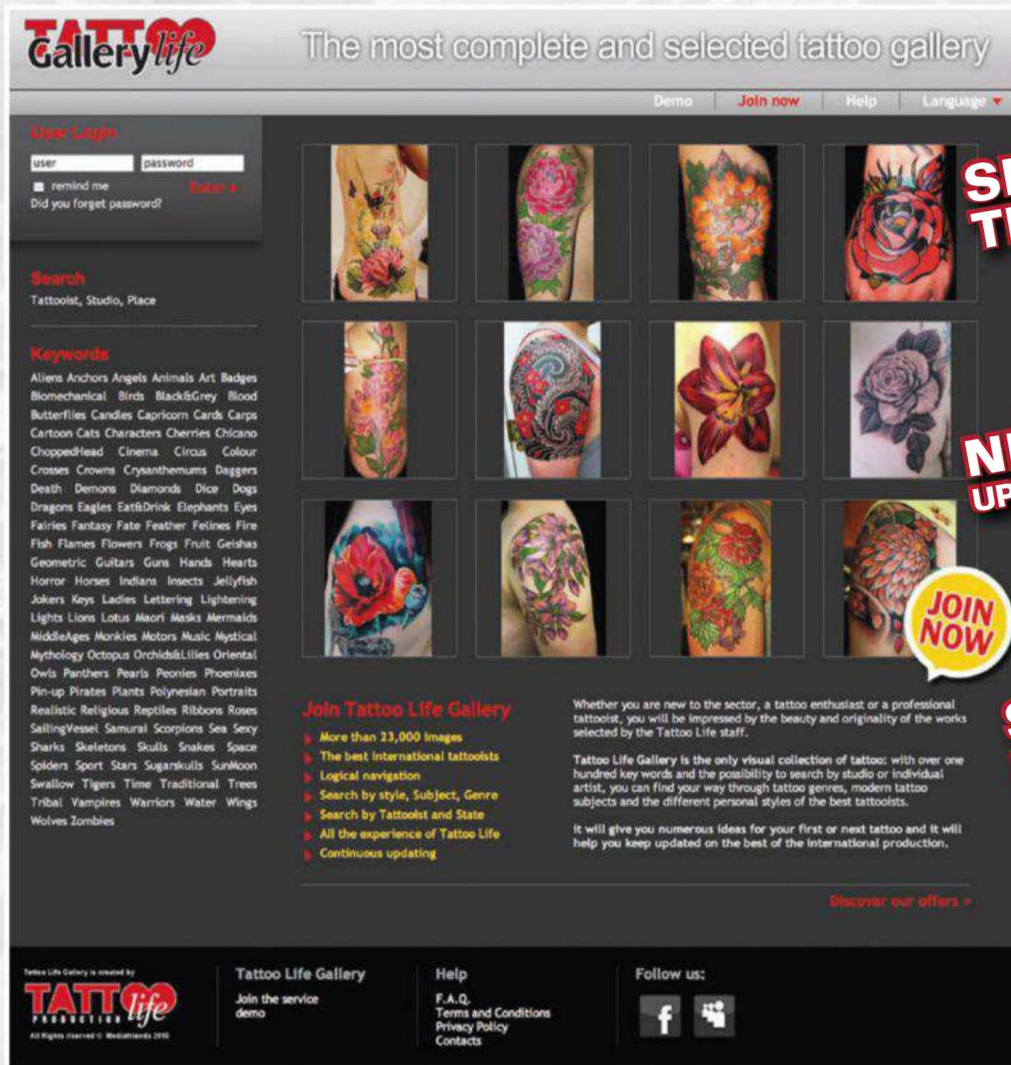 TATTOO
Gallery life
The most complete and selected tattoo gallery
Demo
Join now
Help
Language
User Login
user
password
remind me
Enter
Did you forget password?
Search
Tattooist, Studio, Place
Keywords
Aliens Anchors Angels Animals Art Badges
Biomechanical Birds Black&Grey Blood
Butterflies Candles Capricorn Cards Carps
Cartoon Cats Characters Cherries Chicano
ChoppedHead Cinema Circus Colour
Crosses Crowns Crysanthemums Daggers
Death Demons Diamonds Dice Dogs
Dragons Eagles Eat&Drink Elephants Eyes
Fairies Fantasy Fate Feather Felines Fire
Fish Flames Flowers Frogs Fruit Geishas
Geometric Guitars Guns Hands Hearts
Horror Horses Indians Insects Jellyfish
Jokers Keys Ladies Lettering Lightening
Lights Lions Lotus Maori Masks Mermaids
MiddleAges Monkies Motors Music Mystical
Mythology Octopus Orchids&Lilies Oriental
Owls Panthers Pearls Peonies Phoenixes
Pin-up Pirates Plants Polynesian Portraits
Realistic Religious Reptiles Ribbons Roses
SailingVessel Samurai Scorpions Sea Sexy
Sharks Skeletons Skulls Snakes Space
Spiders Sport Stars Sugarskulls SunMoon
Swallow Tigers Time Traditional Trees
Tribal Vampires Warriors Water Wings
Wolves Zombies
JOIN
NOW
Join Tattoo Life Gallery
More than 23,000 images
The best international tattooists
Logical navigation
Search by style, Subject, Genre
Search by Tattooist and State
All the experience of Tattoo Life
Continuous updating
Whether you are new to the sector, a tattoo enthusiast or a professional
tattooist, you will be impressed by the beauty and originality of the works
selected by the Tattoo Life staff.
Tattoo Life Gallery is the only visual collection of tattoo: with over one
hundred key words and the possibility to search by studio or individual
artist, you can find your way through tattoo genres, modern tattoo
subjects and the different personal styles of the best tattooists.
It will give you numerous ideas for your first or next tattoo and it will
help you keep updated on the best of the international production.
Discover our offers >
Tattoo Life Gallery is created by
TATTOO life
PRODUCTION
All Rights riserved © Mediafriends 2010
Tattoo Life Gallery
Join the service
demo
Help
F.A.Q.
Terms and Conditions
Privacy Policy
Contacts
Follow us: